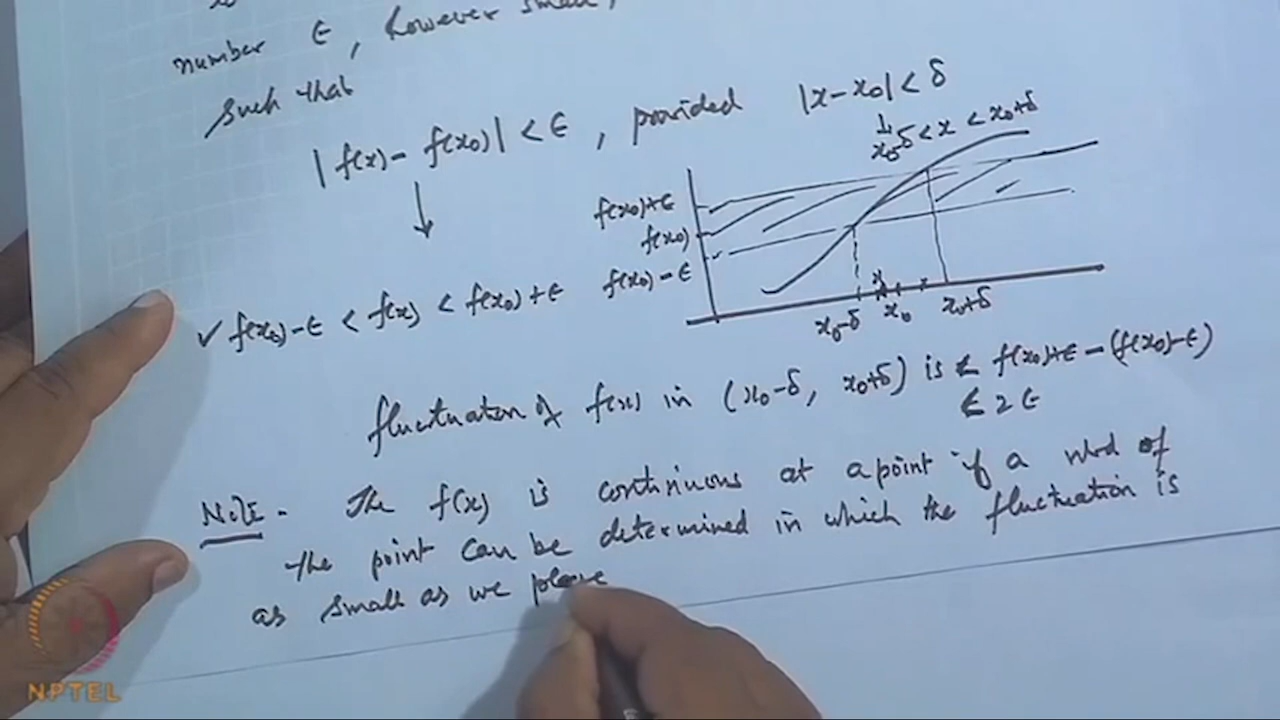 number ϵ, however small,
such that
|f(x) - f(x₀)| < ϵ, provided |x - x₀| < δ
x₀-δ < x < x₀+δ
f(x₀)+ϵ
f(x₀)
f(x₀)-ϵ
✓ f(x₀)-ϵ < f(x) < f(x₀)+ϵ
x
x₀-δ x₀ x₀+δ
fluctuation of f(x) in (x₀-δ, x₀+δ) is < f(x₀)+ϵ - (f(x₀)-ϵ)
< 2ϵ
NOTE - The f(x) is continuous at a point if a nbd of
the point can be determined in which the fluctuation is
as small as we please
NPTEL